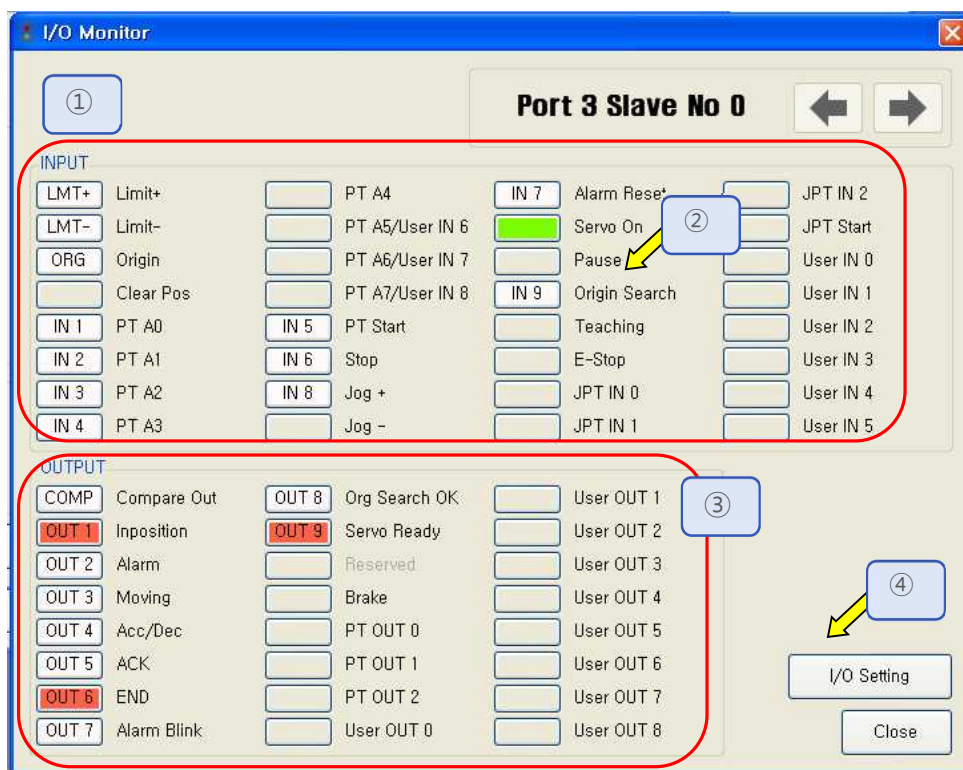 I/O Monitor
①
Port 3 Slave No 0
INPUT
LMT+ Limit+ PT A4 IN 7 Alarm Reset JPT IN 2
LMT- Limit- PT A5/User IN 6 Servo On ② JPT Start
ORG Origin PT A6/User IN 7 Pause User IN 0
Clear Pos PT A7/User IN 8 IN 9 Origin Search User IN 1
IN 1 PT A0 IN 5 PT Start Teaching User IN 2
IN 2 PT A1 IN 6 Stop E-Stop User IN 3
IN 3 PT A2 IN 8 Jog + JPT IN 0 User IN 4
IN 4 PT A3 Jog - JPT IN 1 User IN 5
OUTPUT
COMP Compare Out OUT 8 Org Search OK User OUT 1 ③
OUT 1 Inposition OUT 9 Servo Ready User OUT 2
OUT 2 Alarm Reserved User OUT 3
OUT 3 Moving Brake User OUT 4 ④
OUT 4 Acc/Dec PT OUT 0 User OUT 5
OUT 5 ACK PT OUT 1 User OUT 6 I/O Setting
OUT 6 END PT OUT 2 User OUT 7
OUT 7 Alarm Blink User OUT 0 User OUT 8 Close